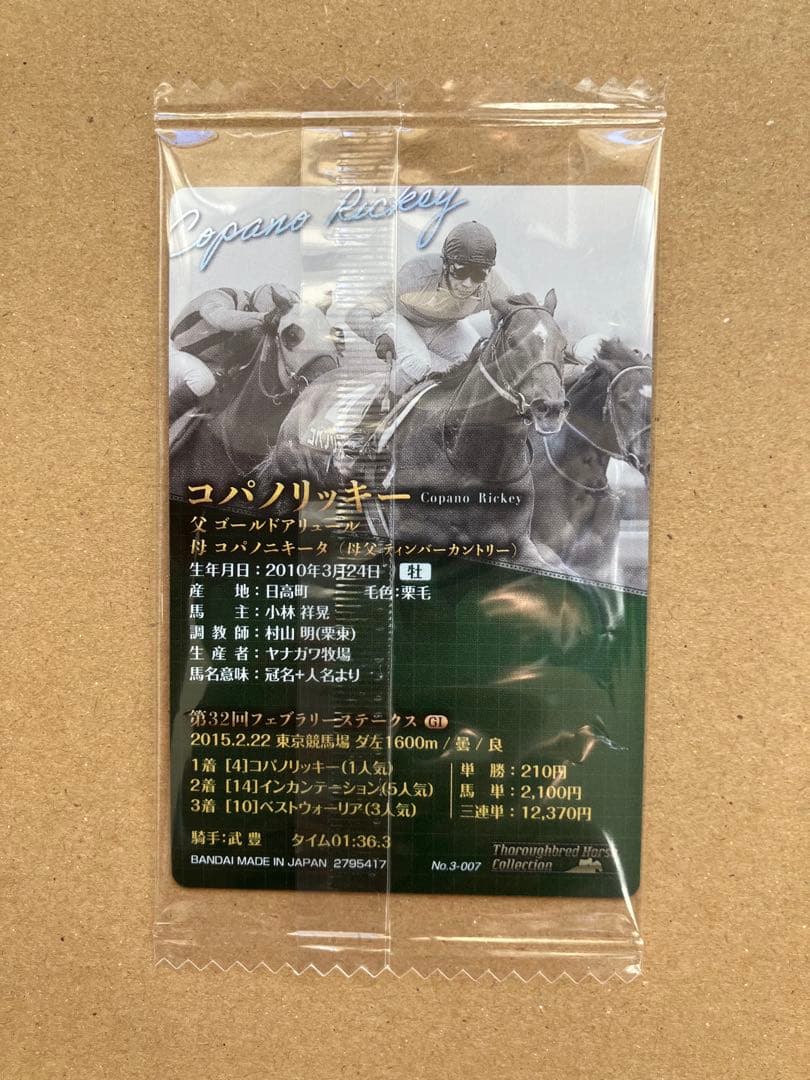 Copano Rickey
コパノリッキー Copano Rickey
父 ゴールドアリュール
母 コパノニキータ（母父 ティンバーカントリー）
生年月日：2010年3月24日 牡
産 地：日高町 毛色：栗毛
馬 主：小林 祥晃
調教師：村山 明(栗東)
生産者：ヤナガワ牧場
馬名意味：冠名+人名より
第32回フェブラリーステークス GI
2015.2.22 東京競馬場 ダ左1600m / 曇 / 良
1着 [4]コパノリッキー(1人気) 単 勝：210円
2着 [14]インカンテーション(5人気) 馬 単：2,100円
3着 [10]ベストウォーリア(3人気) 三連単：12,370円
騎手：武 豊 タイム01:36.3
BANDAI MADE IN JAPAN 2795417 No.3-007
Thoroughbred Hors
Collection